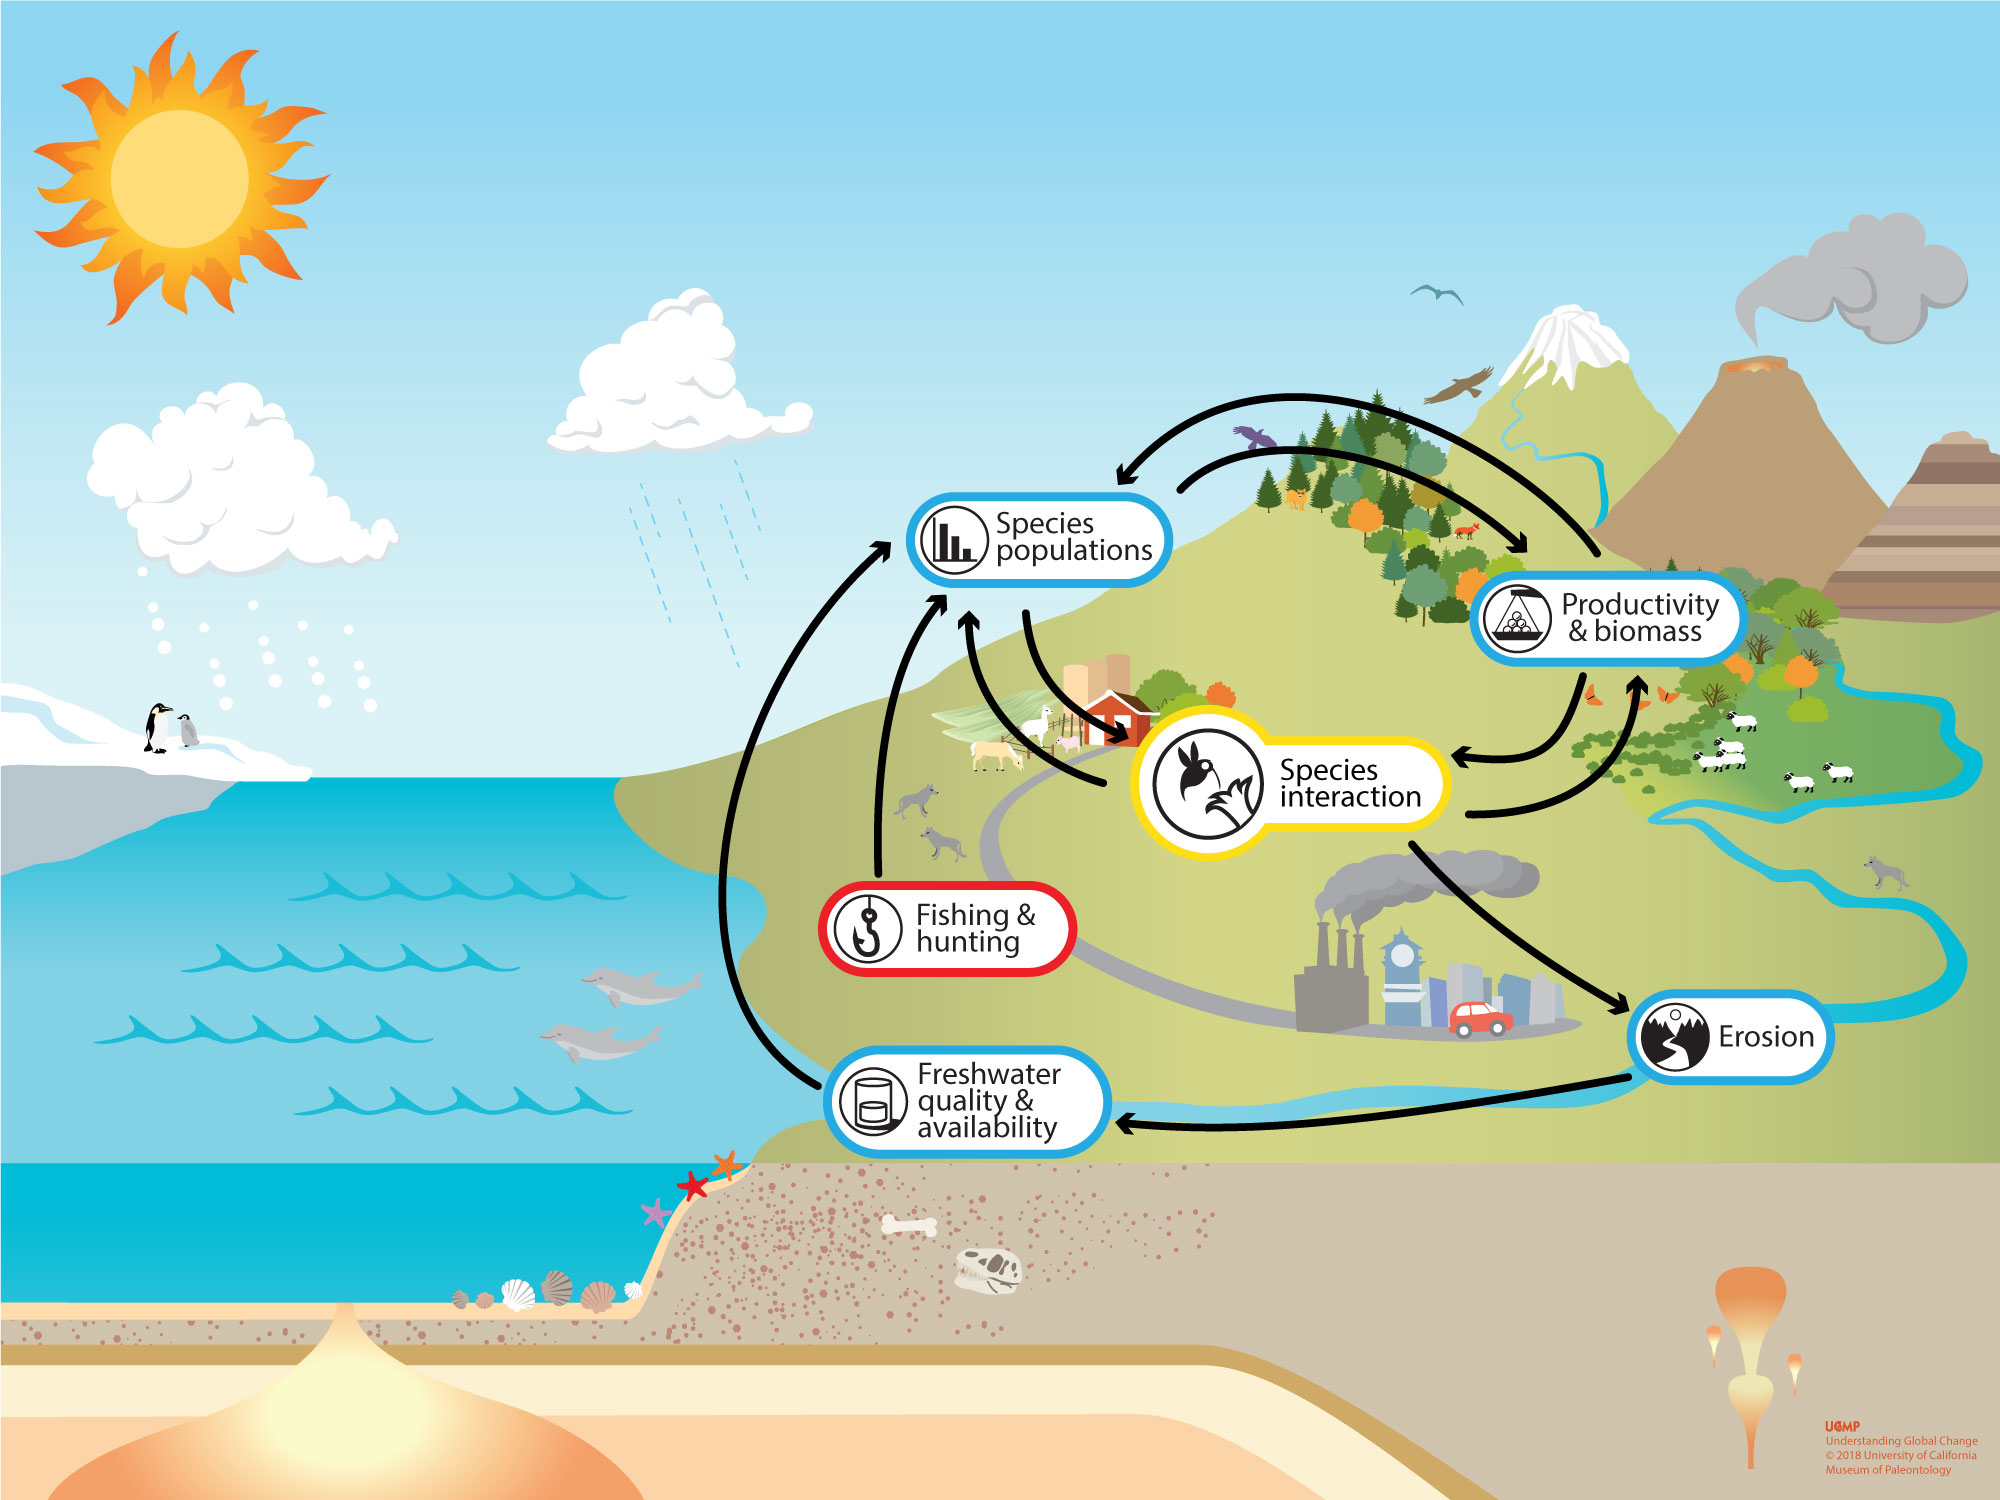 Species
populations
Productivity
& biomass
Species
interaction
Fishing &
hunting
Erosion
Freshwater
quality &
availability
UCMP
Understanding Global Change
© 2018 University of California
Museum of Paleontology